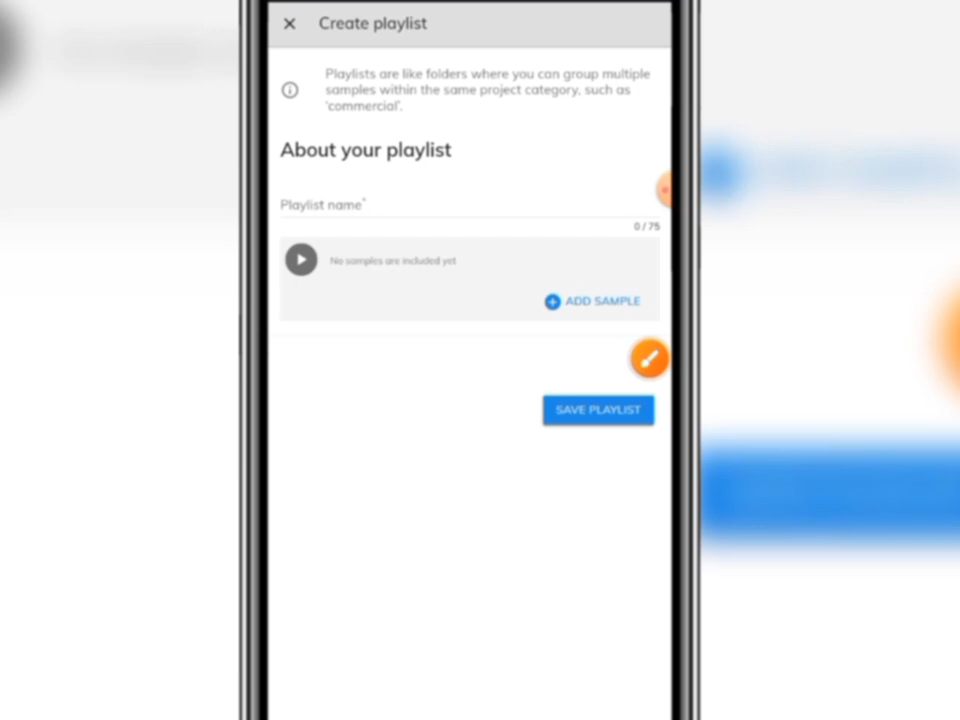 Create playlist
Playlists are like folders where you can group multiple
samples within the same project category, such as
'commercial'.
About your playlist
Playlist name*
0 / 75
No samples are included yet
ADD SAMPLE
SAVE PLAYLIST